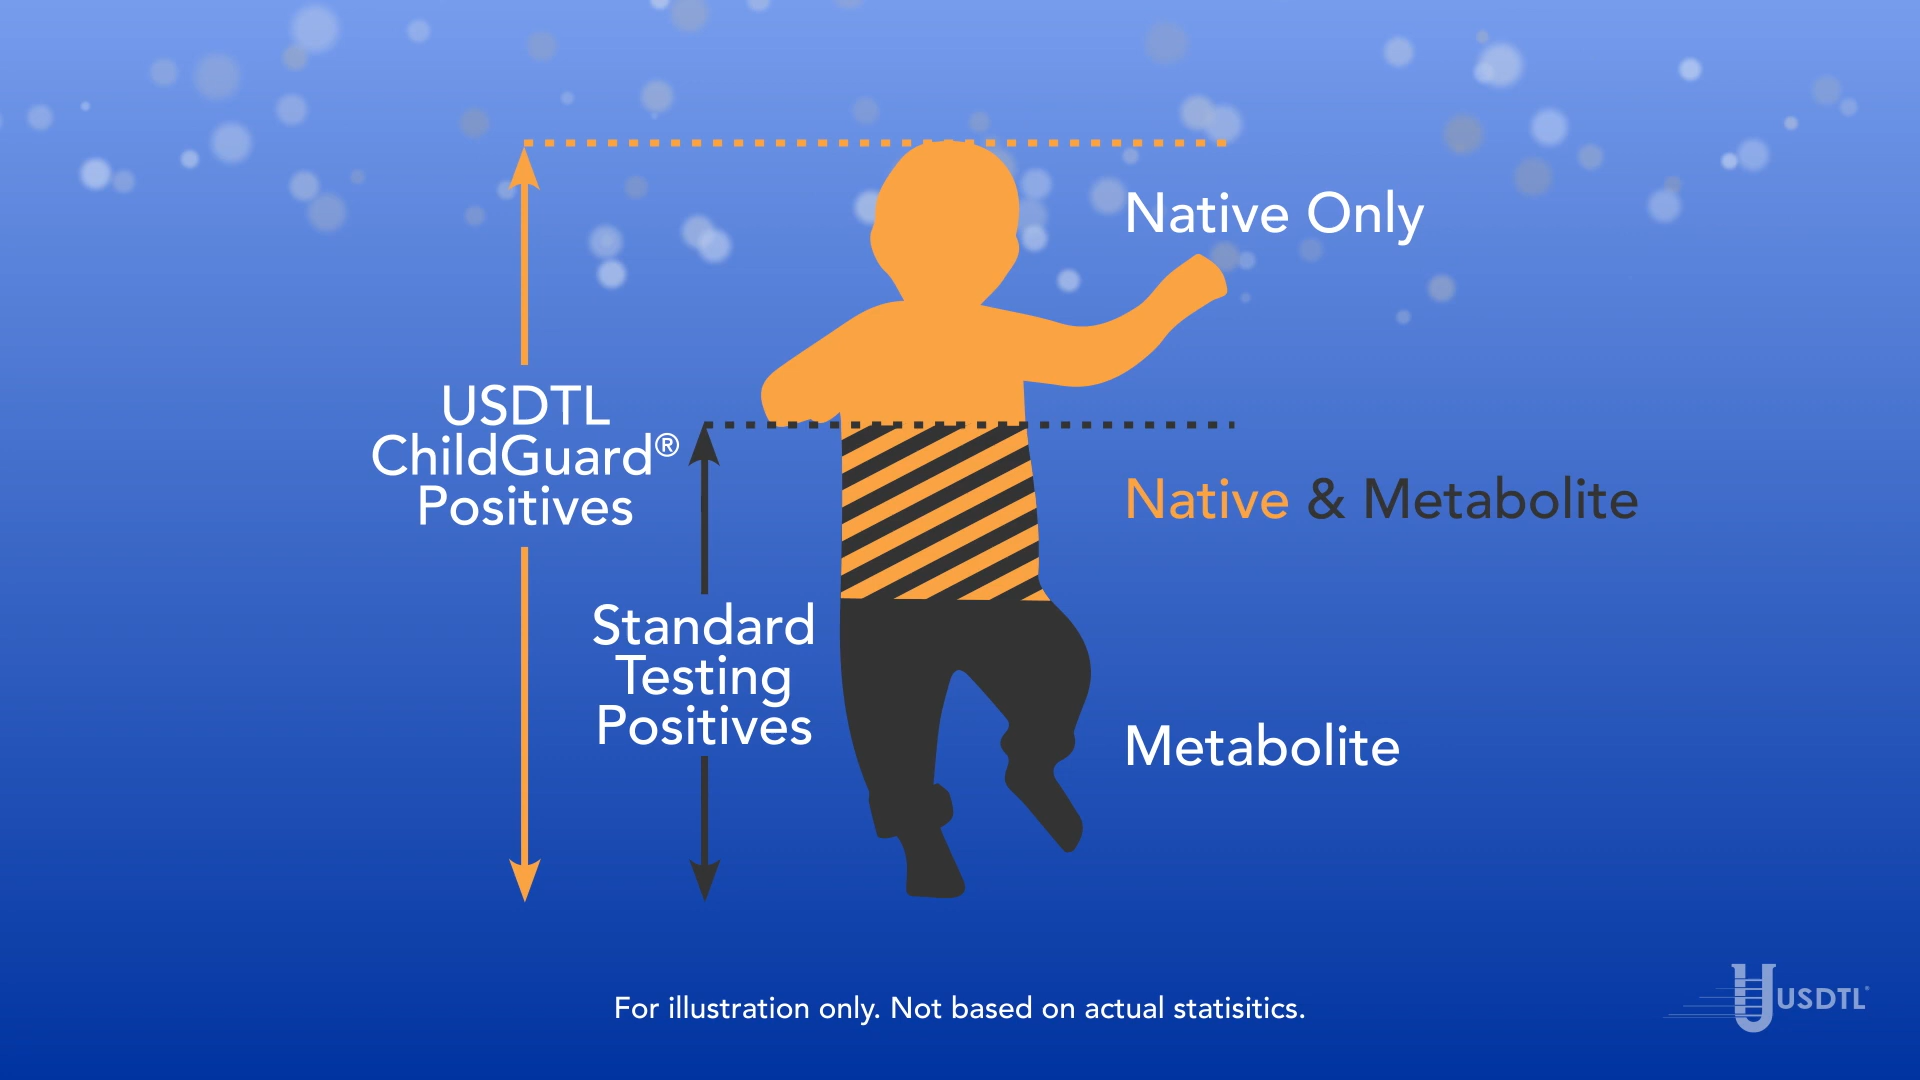 Native Only
USDTL
ChildGuard®
Positives
Native & Metabolite
Standard
Testing
Positives
Metabolite
For illustration only. Not based on actual statisitics.
USDTL